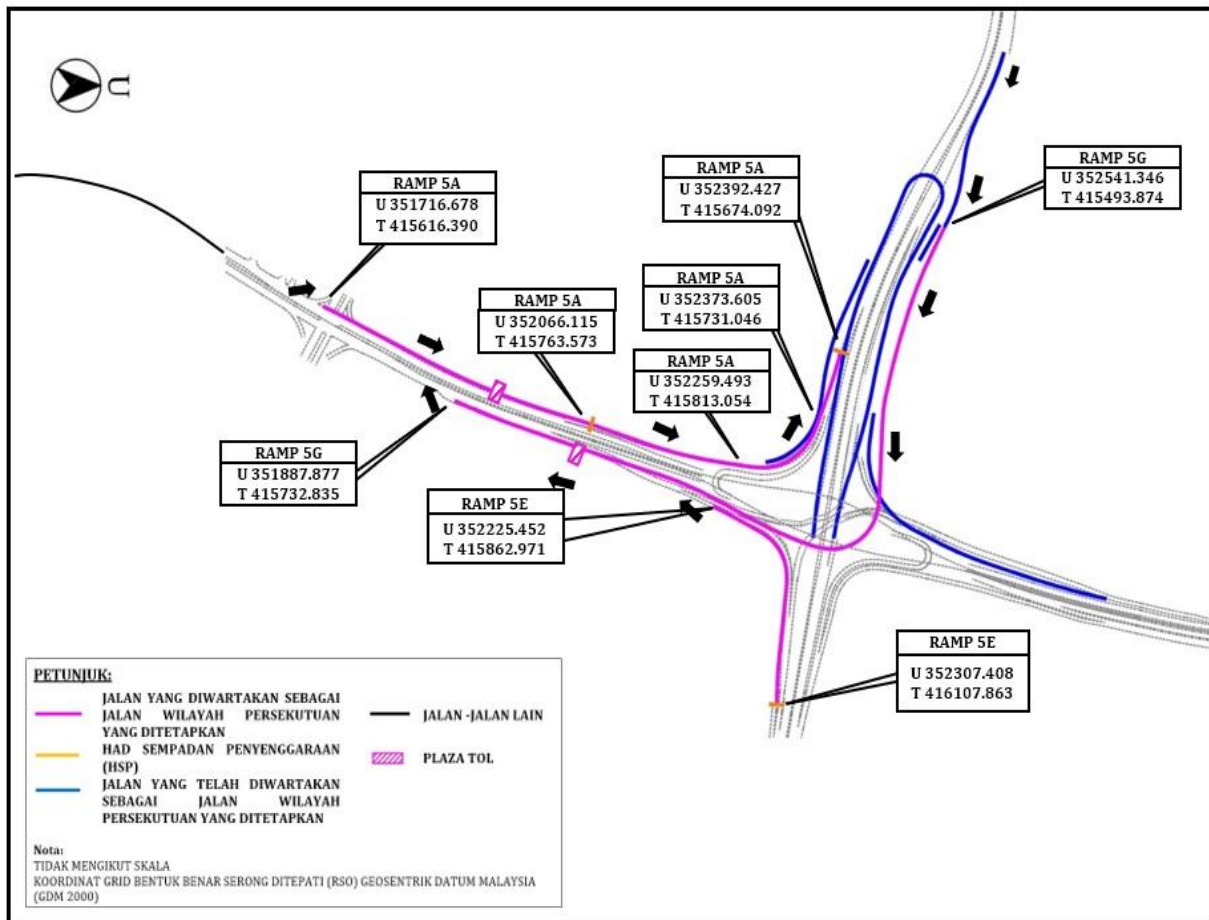 U
RAMP 5A
U 351716.678
T 415616.390
RAMP 5A
U 352392.427
T 415674.092
RAMP 5G
U 352541.346
T 415493.874
RAMP 5A
U 352066.115
T 415763.573
RAMP 5A
U 352373.605
T 415731.046
RAMP 5A
U 352259.493
T 415813.054
RAMP 5G
U 351887.877
T 415732.835
RAMP 5E
U 352225.452
T 415862.971
RAMP 5E
U 352307.408
T 416107.863
PETUNJUK:
JALAN YANG DIWARTAKAN SEBAGAI
JALAN WILAYAH PERSEKUTUAN
YANG DITETAPKAN
HAD SEMPADAN PENYENGGARAAN
(HSP)
JALAN YANG TELAH DIWARTAKAN
SEBAGAI JALAN WILAYAH
PERSEKUTUAN YANG DITETAPKAN
JALAN -JALAN LAIN
PLAZA TOL
Nota:
TIDAK MENGIKUT SKALA
KOORDINAT GRID BENTUK BENAR SERONG DITEPATI (RSO) GEOSENTRIK DATUM MALAYSIA
(GDM 2000)